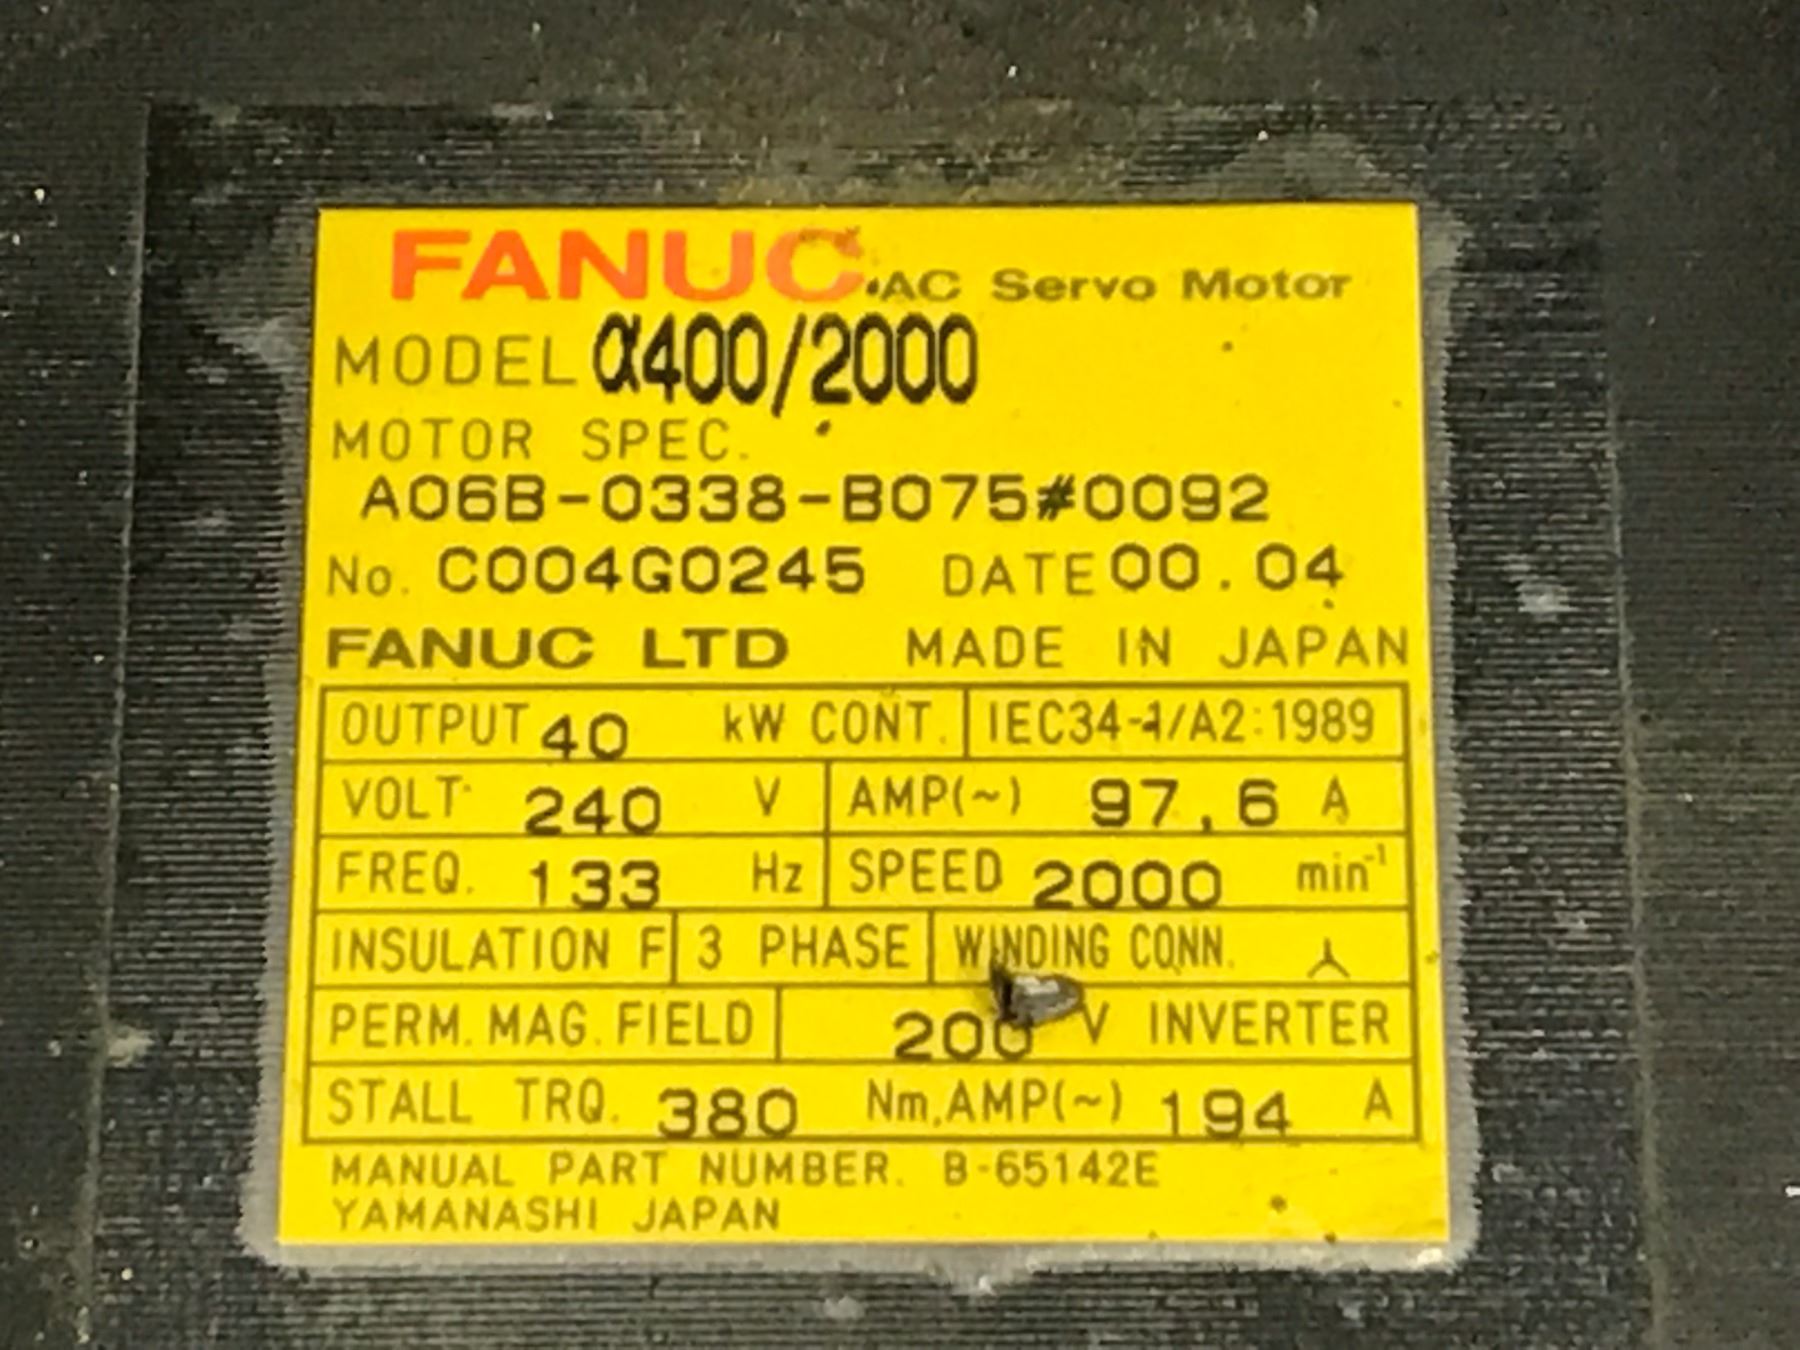 FANUC AC Servo Motor
MODEL α400/2000
MOTOR SPEC.
A06B-0338-B075#0092
No. C004G0245 DATE 00.04
FANUC LTD MADE IN JAPAN
OUTPUT 40 kW CONT. IEC34-1/A2:1989
VOLT 240 V AMP(~) 97.6 A
FREQ. 133 Hz SPEED 2000 min-1
INSULATION F 3 PHASE WINDING CONN.
PERM. MAG. FIELD 200 V INVERTER
STALL TRQ. 380 Nm, AMP(~) 194 A
MANUAL PART NUMBER. B-65142E
YAMANASHI JAPAN